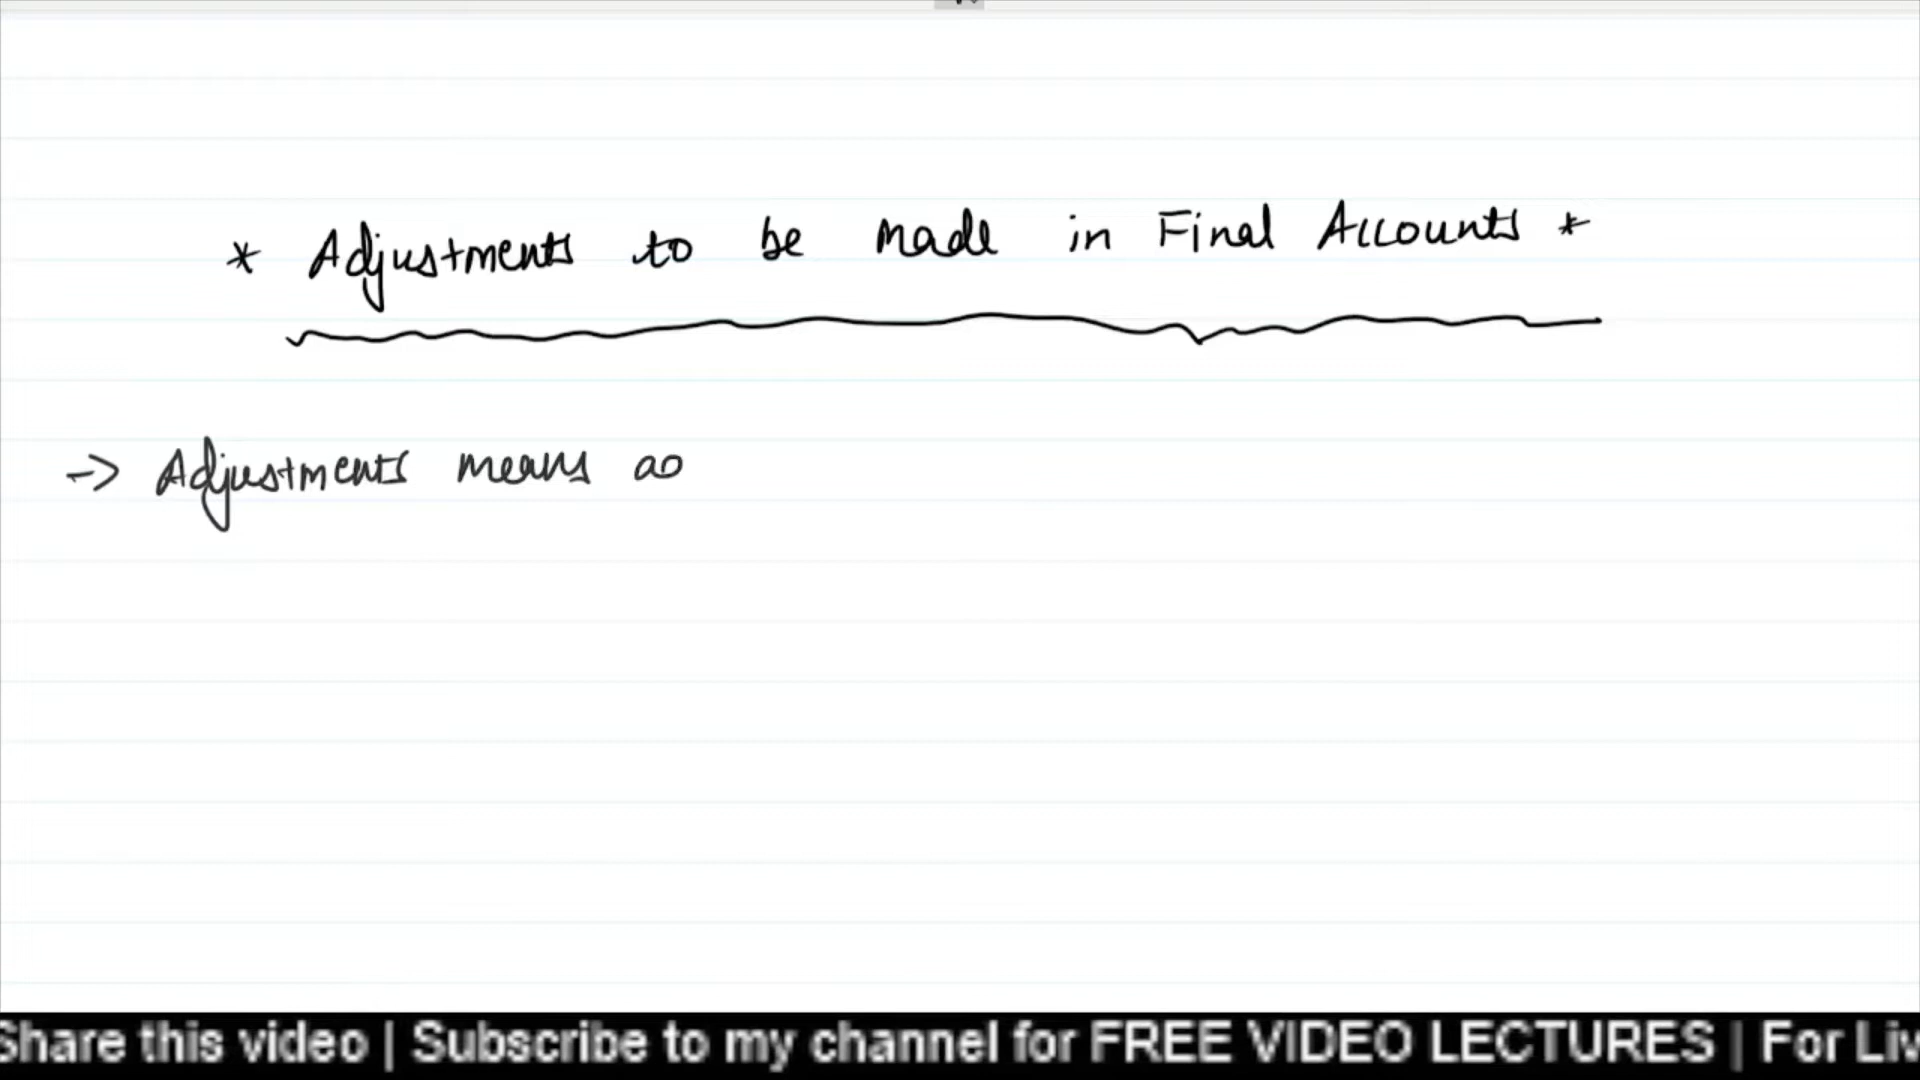 * Adjustments to be made in Final Accounts *
-> Adjustments means
Share this video | Subscribe to my channel for FREE VIDEO LECTURES | For Liv